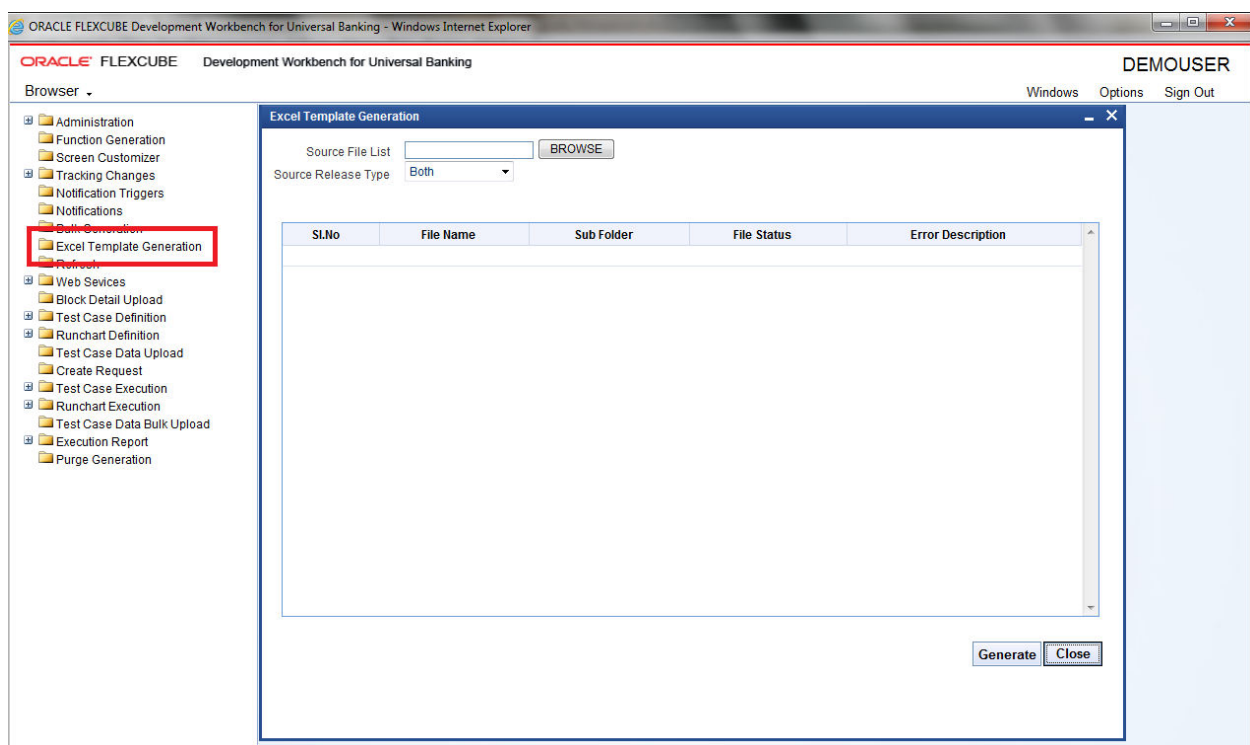 ORACLE FLEXCUBE Development Workbench for Universal Banking - Windows Internet Explorer
ORACLE FLEXCUBE Development Workbench for Universal Banking
DEMOUSER
Browser
Windows Options Sign Out
Administration
Function Generation
Screen Customizer
Tracking Changes
Notification Triggers
Notifications
Bulk Generation
Excel Template Generation
Refresh
Web Sevices
Block Detail Upload
Test Case Definition
Runchart Definition
Test Case Data Upload
Create Request
Test Case Execution
Runchart Execution
Test Case Data Bulk Upload
Execution Report
Purge Generation
Excel Template Generation
Source File List BROWSE
Source Release Type Both
Sl.No File Name Sub Folder File Status Error Description
Generate Close